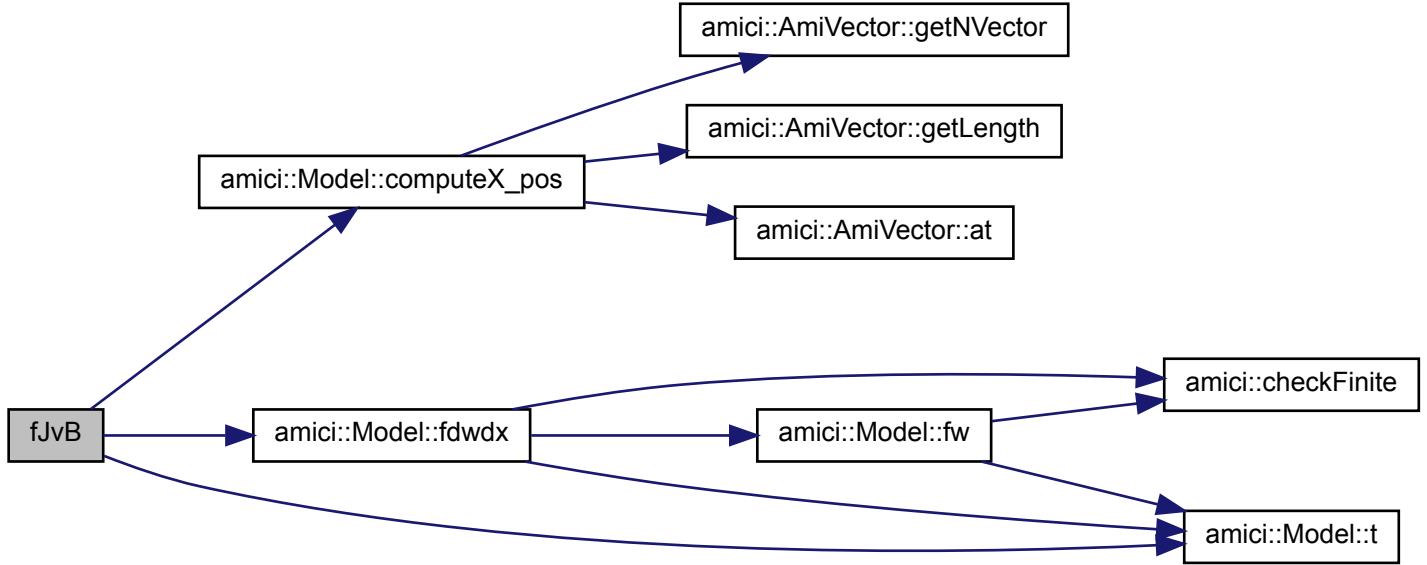 amici::AmiVector::getNVector
amici::AmiVector::getLength
amici::Model::computeX_pos
amici::AmiVector::at
amici::checkFinite
fJvB
amici::Model::fdwdx
amici::Model::fw
amici::Model::t